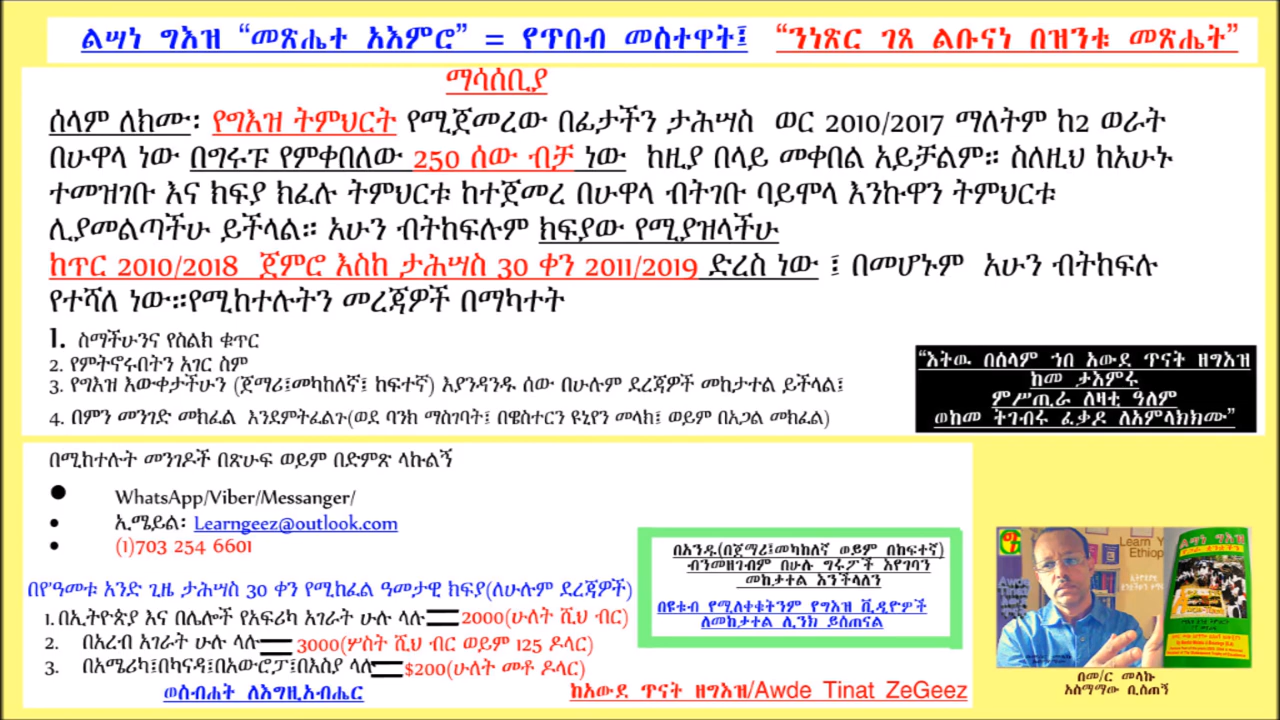 ልሣነ ግእዝ “መጽሔተ አእምሮ” = የጥበብ መስተዋት፤ “ንነጽር ገጸ ልቡናነ በዝንቱ መጽሔት”
ማሳሰቢያ
ሰላም ለክሙ፡ የግእዝ ትምህርት የሚጀመረው በፊታችን ታሕሣስ ወር 2010/2017 ማለትም ከ2 ወራት
በሁዋላ ነው በግሩፑ የምቀበለው 250 ሰው ብቻ ነው ከዚያ በላይ መቀበል አይቻልም። ስለዚህ ከአሁኑ
ተመዝገቡ እና ክፍያ ክፈሉ ትምህርቱ ከተጀመረ በሁዋላ ብትገቡ ባይሞላ እንኩዋን ትምህርቱ
ሊያመልጣችሁ ይችላል። አሁን ብትከፍሉም ክፍያው የሚያዝላችሁ
ከጥር 2010/2018 ጀምሮ እስከ ታሕሣስ 30 ቀን 2011/2019 ድረስ ነው ፤ በመሆኑም አሁን ብትከፍሉ
የተሻለ ነው።የሚከተሉትን መረጃዎች በማካተት
1. ስማችሁንና የስልክ ቁጥር
2. የምትኖሩበትን አገር ስም
3. የግእዝ እውቀታችሁን (ጀማሪ፤መካከለኛ፤ ከፍተኛ) እያንዳንዱ ሰው በሁሉም ደረጃዎች መከታተል ይችላል፤
4. በምን መንገድ መክፈል እንደምትፈልጉ(ወደ ባንክ ማስገባት፤ በዌስተርን ዩኒየን መላክ፤ ወይም በአጋል መክፈል)
“እትዉ በሰላም ኀበ አውደ ጥናት ዘግእዝ
ከመ ታእምሩ
ምሥጢራ ለዛቲ ዓለም
ወከመ ትገብሩ ፈቃዶ ለአምላክክሙ”
በሚከተሉት መንገዶች በጽሁፍ ወይም በድምጽ ላኩልኝ
• WhatsApp/Viber/Messanger/
• ኢሜይል፡ Learngeez@outlook.com
• (1)703 254 6601
በየዓመቱ አንድ ጊዜ ታሕሣስ 30 ቀን የሚከፈል ዓመታዊ ክፍያ(ለሁሉም ደረጃዎች)
1. በኢትዮጵያ እና በሌሎች የአፍሪካ አገራት ሁሉ ላሉ= 2000(ሁለት ሺህ ብር)
2. በአረብ አገራት ሁሉ ላሉ= 3000(ሦስት ሺህ ብር ወይም 125 ዶላር)
3. በአሜሪካ፤በካናዳ፤በአውሮፓ፤በእስያ ላሉ= $200(ሁለት መቶ ዶላር)
ወስብሐት ለእግዚአብሔር
በአንዱ(በጀማሪ፤መካከለኛ ወይም በከፍተኛ)
ብንመዘገብም በሁሉ ግሩፖች እየገባን
መከታተል እንችላለን
በዩቱብ የሚለቀቁትንም የግእዝ ቪዲዮዎች
ለመከታተል ሊንክ ይሰጠናል
ከአውደ ጥናት ዘግእዝ/Awde Tinat ZeGeez
Learn
Ethiop
Awde
Tinat
ልሣነ ግእዝ
በመ/ር መላኩ
አስማማው ቢሰጠኝ